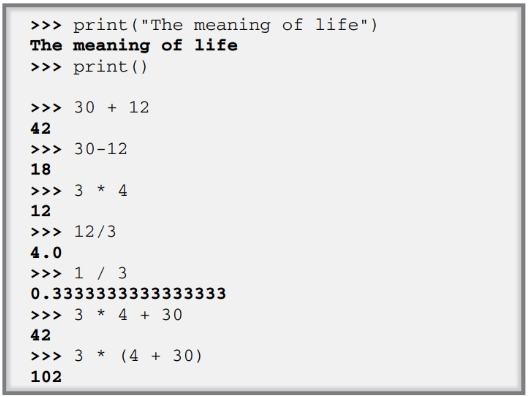 >>> print("The meaning of life")
The meaning of life
>>> print()

>>> 30 + 12
42
>>> 30-12
18
>>> 3 * 4
12
>>> 12/3
4.0
>>> 1 / 3
0.3333333333333333
>>> 3 * 4 + 30
42
>>> 3 * (4 + 30)
102